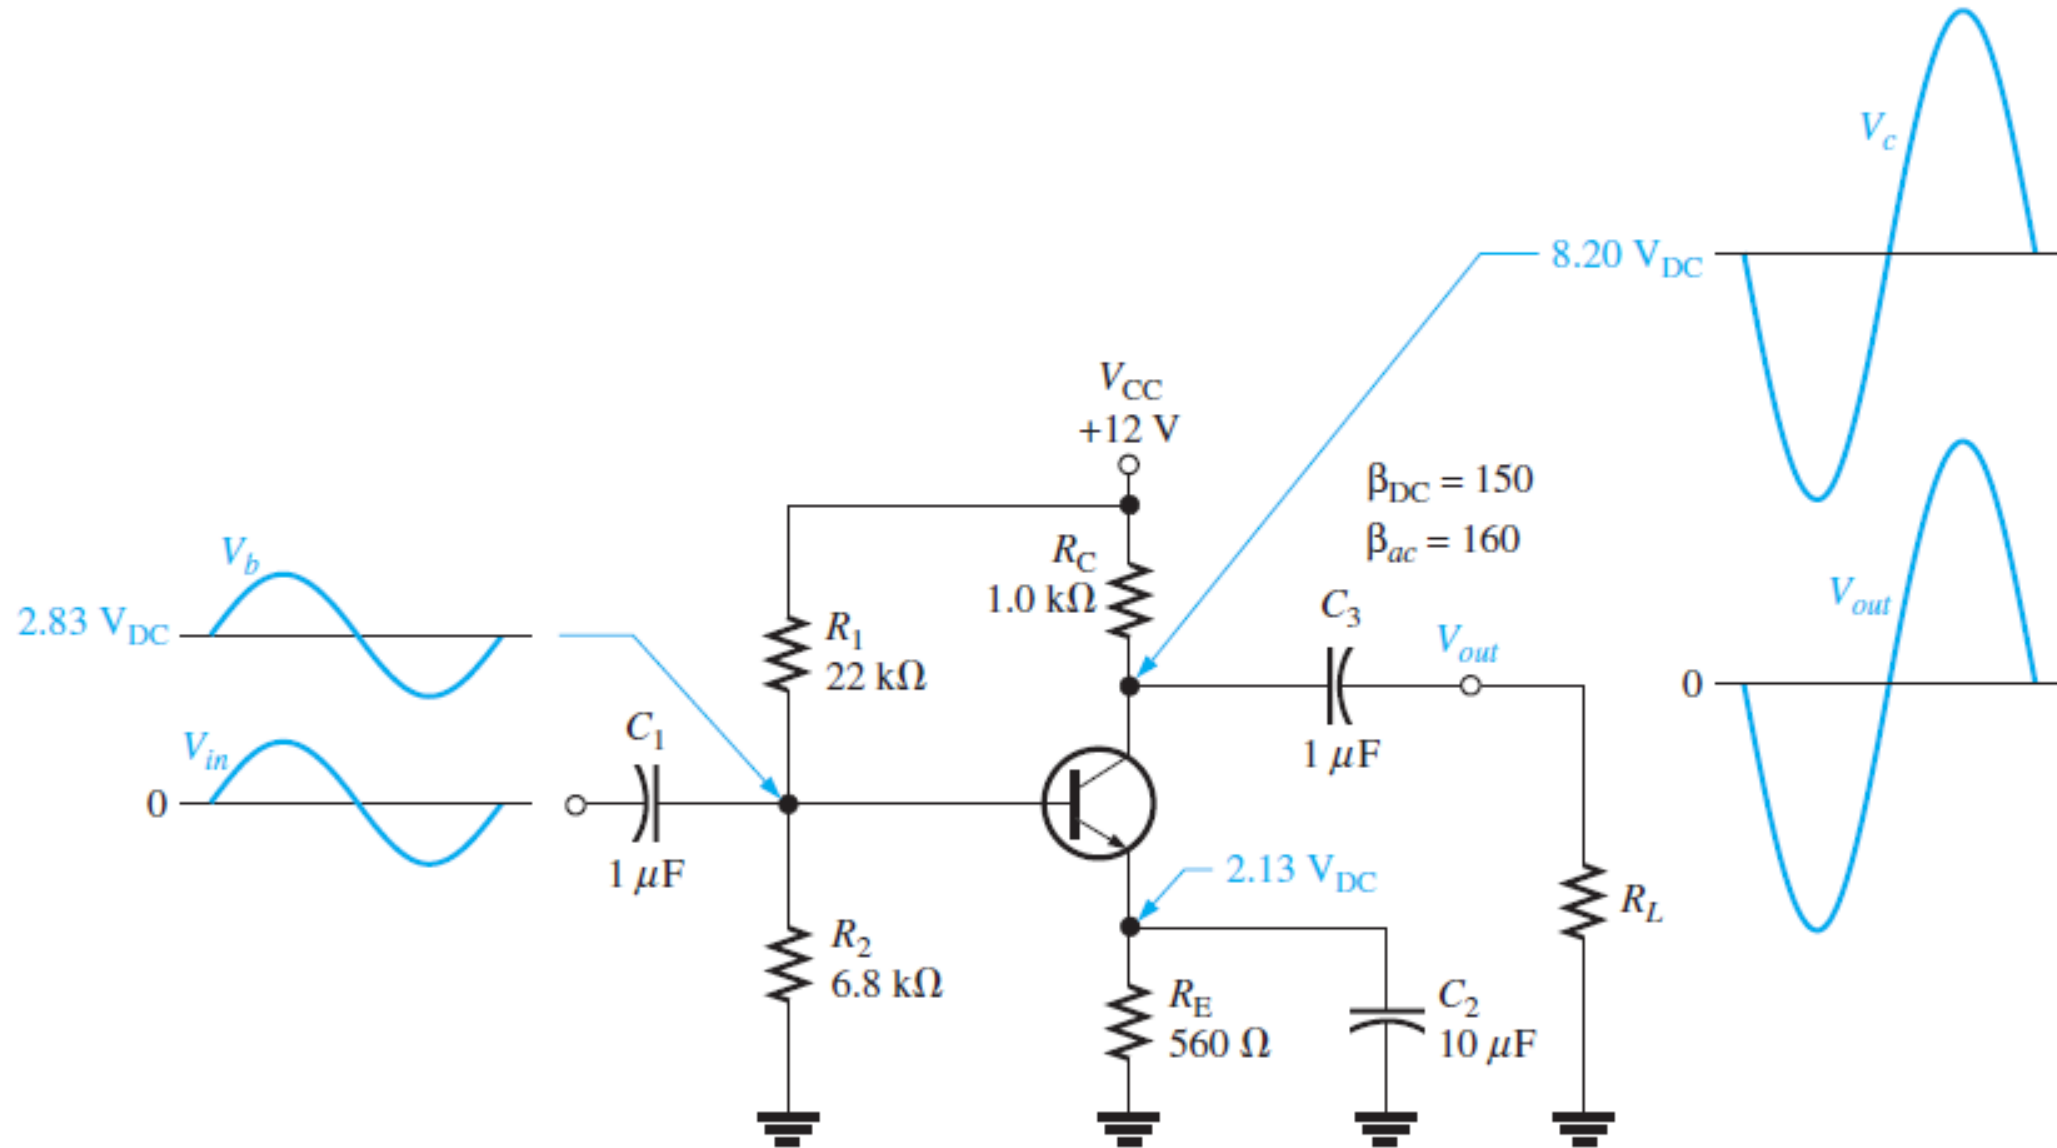 V_c
8.20 V_DC
V_CC
+12 V
β_DC = 150
β_ac = 160
V_b
2.83 V_DC
R_C
1.0 kΩ
C_3
1 μF
V_out
V_out
0
R_1
22 kΩ
V_in
0
C_1
1 μF
2.13 V_DC
R_L
R_2
6.8 kΩ
R_E
560 Ω
C_2
10 μF